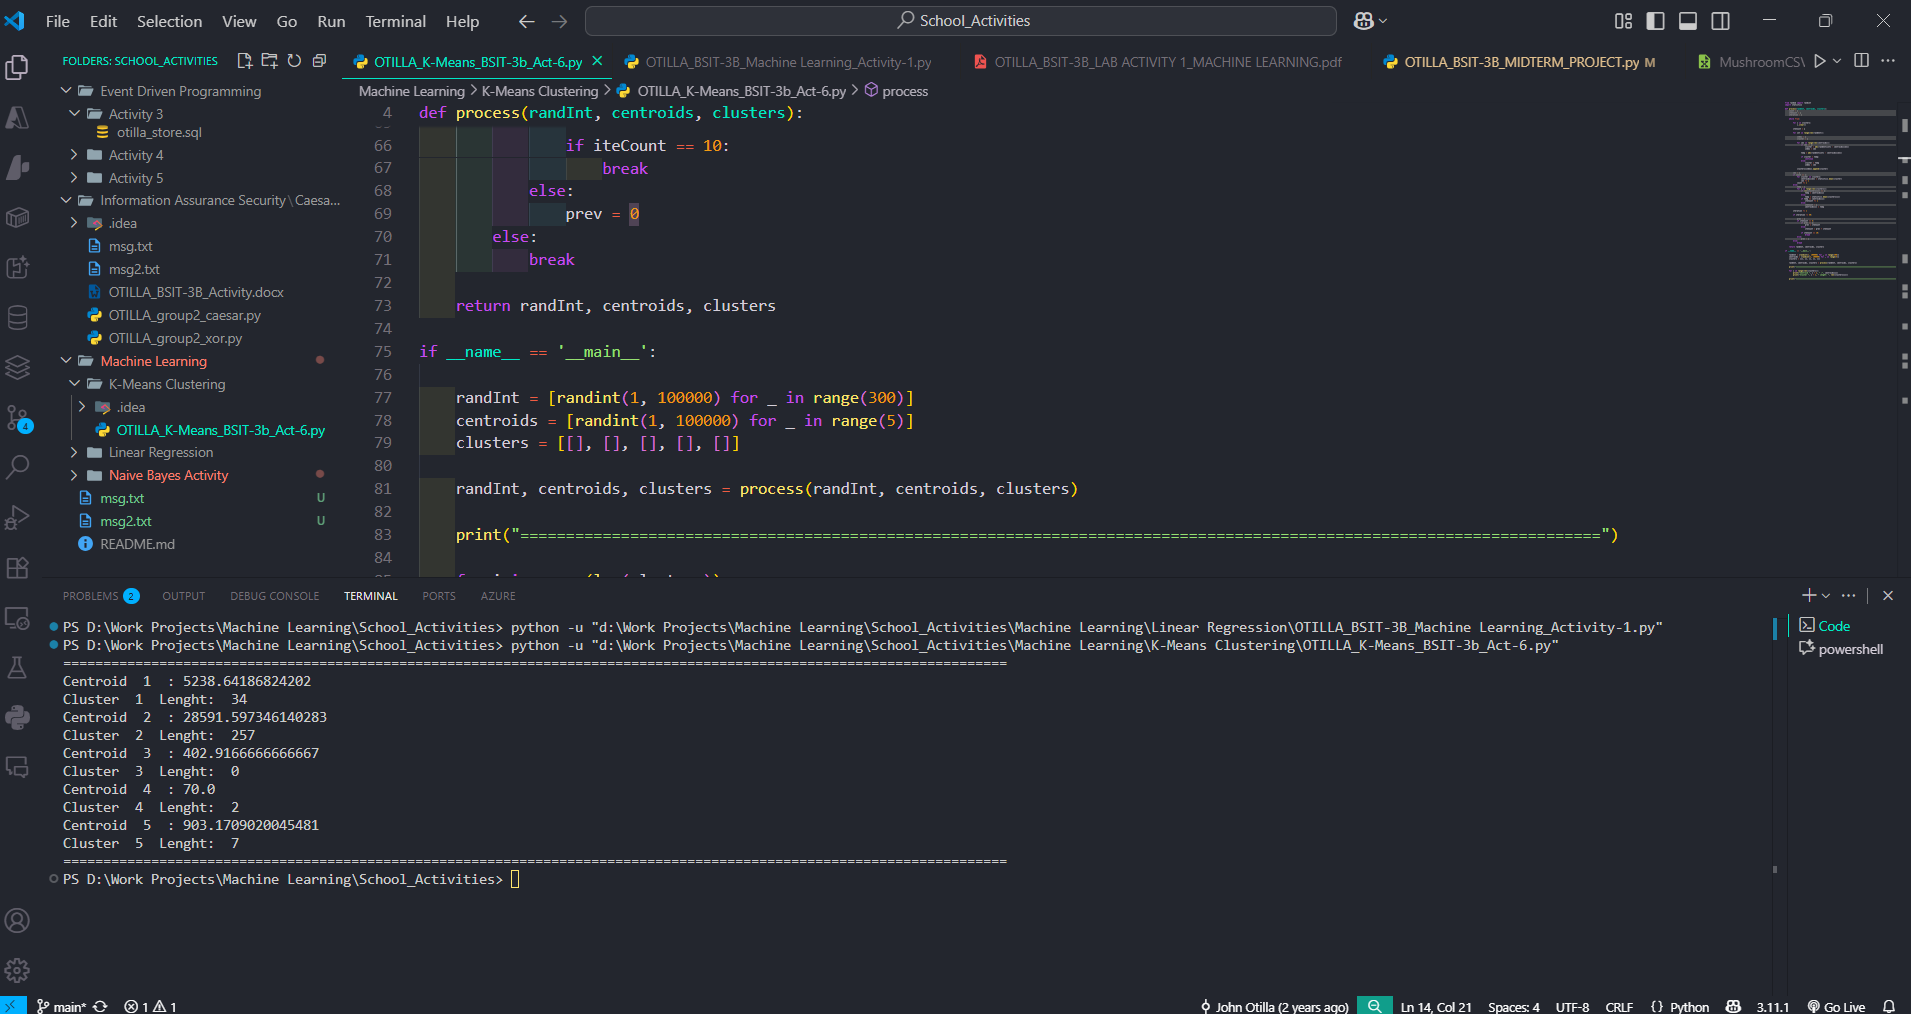 File Edit Selection View Go Run Terminal Help School_Activities
FOLDERS: SCHOOL_ACTIVITIES
Event Driven Programming
Activity 3
otilla_store.sql
Activity 4
Activity 5
Information Assurance Security\Caesa...
.idea
msg.txt
msg2.txt
OTILLA_BSIT-3B_Activity.docx
OTILLA_group2_caesar.py
OTILLA_group2_xor.py
Machine Learning
K-Means Clustering
.idea
OTILLA_K-Means_BSIT-3b_Act-6.py
Linear Regression
Naive Bayes Activity
msg.txt U
msg2.txt U
README.md
4
OTILLA_K-Means_BSIT-3b_Act-6.py OTILLA_BSIT-3B_Machine Learning_Activity-1.py OTILLA_BSIT-3B_LAB ACTIVITY 1_MACHINE LEARNING.pdf OTILLA_BSIT-3B_MIDTERM_PROJECT.py M MushroomCS\
Machine Learning > K-Means Clustering > OTILLA_K-Means_BSIT-3b_Act-6.py > process
4 def process(randInt, centroids, clusters):
66 if iteCount == 10:
67 break
68 else:
69 prev = 0
70 else:
71 break
72
73 return randInt, centroids, clusters
74
75 if __name__ == '__main__':
76
77 randInt = [randint(1, 100000) for _ in range(300)]
78 centroids = [randint(1, 100000) for _ in range(5)]
79 clusters = [[], [], [], [], []]
80
81 randInt, centroids, clusters = process(randInt, centroids, clusters)
82
83 print("======================================================================================================================")
84
PROBLEMS 2 OUTPUT DEBUG CONSOLE TERMINAL PORTS AZURE
PS D:\Work Projects\Machine Learning\School_Activities> python -u "d:\Work Projects\Machine Learning\School_Activities\Machine Learning\Linear Regression\OTILLA_BSIT-3B_Machine Learning_Activity-1.py"
PS D:\Work Projects\Machine Learning\School_Activities> python -u "d:\Work Projects\Machine Learning\School_Activities\Machine Learning\K-Means Clustering\OTILLA_K-Means_BSIT-3b_Act-6.py"
======================================================================================================================
Centroid  1  : 5238.64186824202
Cluster  1  Lenght:  34
Centroid  2  : 28591.597346140283
Cluster  2  Lenght:  257
Centroid  3  : 402.9166666666667
Cluster  3  Lenght:  0
Centroid  4  : 70.0
Cluster  4  Lenght:  2
Centroid  5  : 903.1709020045481
Cluster  5  Lenght:  7
======================================================================================================================
PS D:\Work Projects\Machine Learning\School_Activities>
Code
powershell
main* 1 1 John Otilla (2 years ago) Ln 14, Col 21 Spaces: 4 UTF-8 CRLF {} Python 3.11.1 Go Live